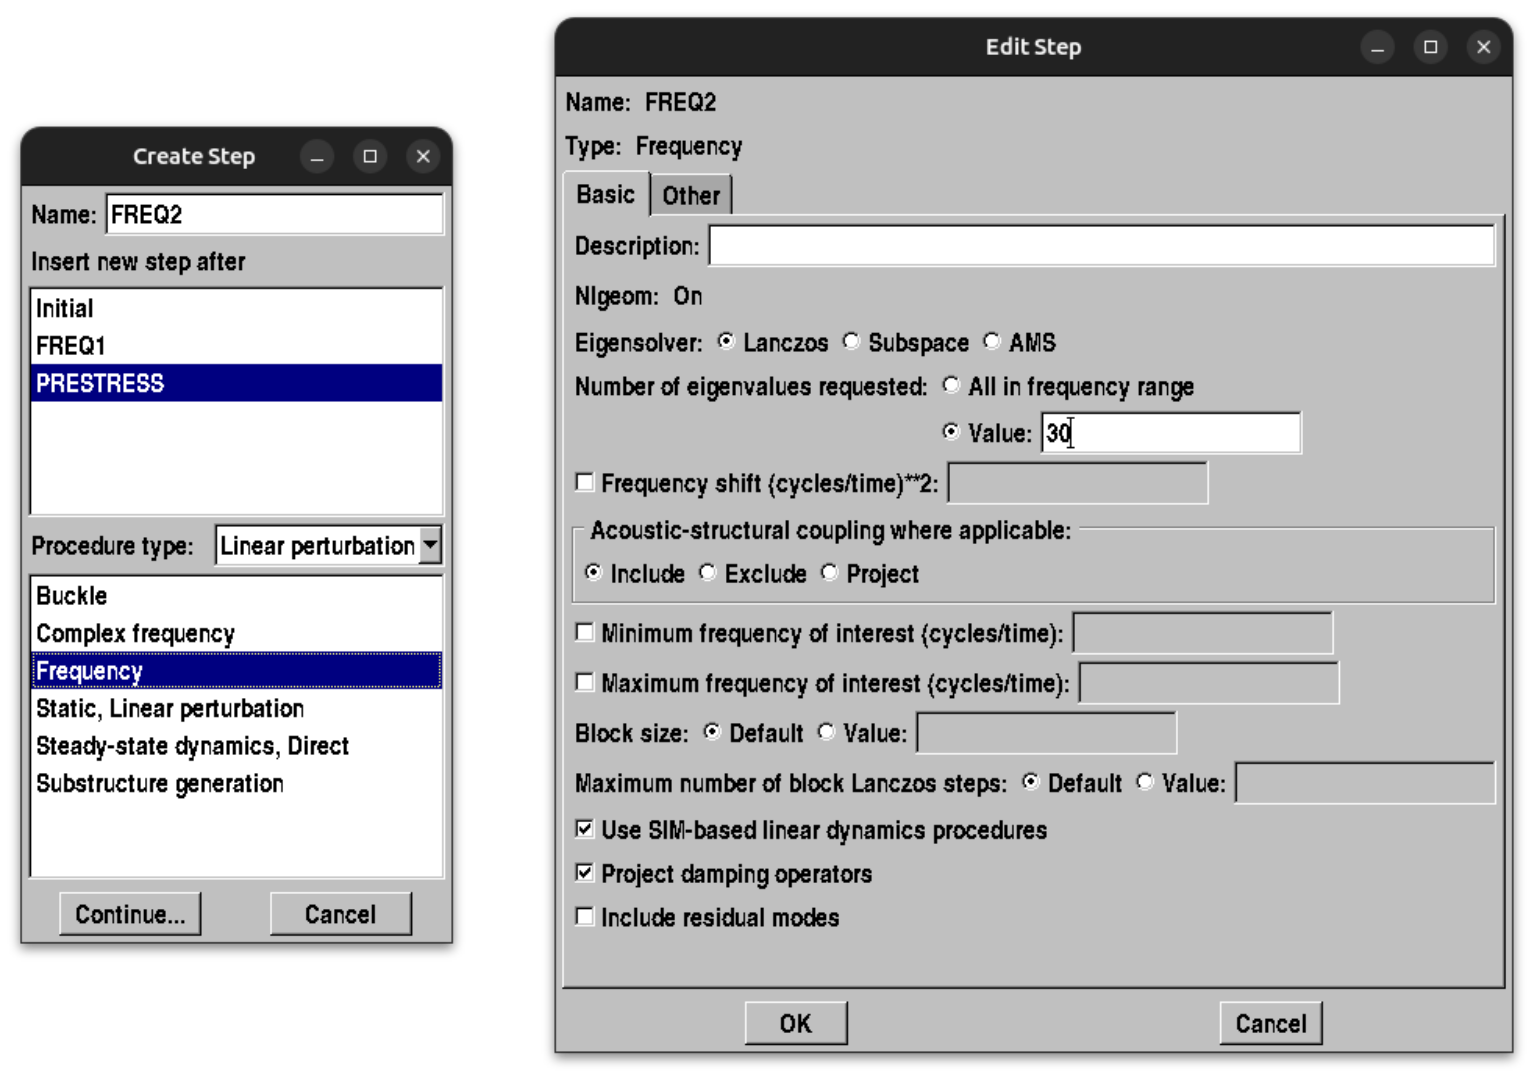 Create Step
Name: FREQ2
Insert new step after
Initial
FREQ1
PRESTRESS
Procedure type: Linear perturbation
Buckle
Complex frequency
Frequency
Static, Linear perturbation
Steady-state dynamics, Direct
Substructure generation
Continue... Cancel
Edit Step
Name: FREQ2
Type: Frequency
Basic Other
Description:
Nlgeom: On
Eigensolver: Lanczos Subspace AMS
Number of eigenvalues requested: All in frequency range
Value: 30
Frequency shift (cycles/time)**2:
Acoustic-structural coupling where applicable:
Include Exclude Project
Minimum frequency of interest (cycles/time):
Maximum frequency of interest (cycles/time):
Block size: Default Value:
Maximum number of block Lanczos steps: Default Value:
Use SIM-based linear dynamics procedures
Project damping operators
Include residual modes
OK Cancel